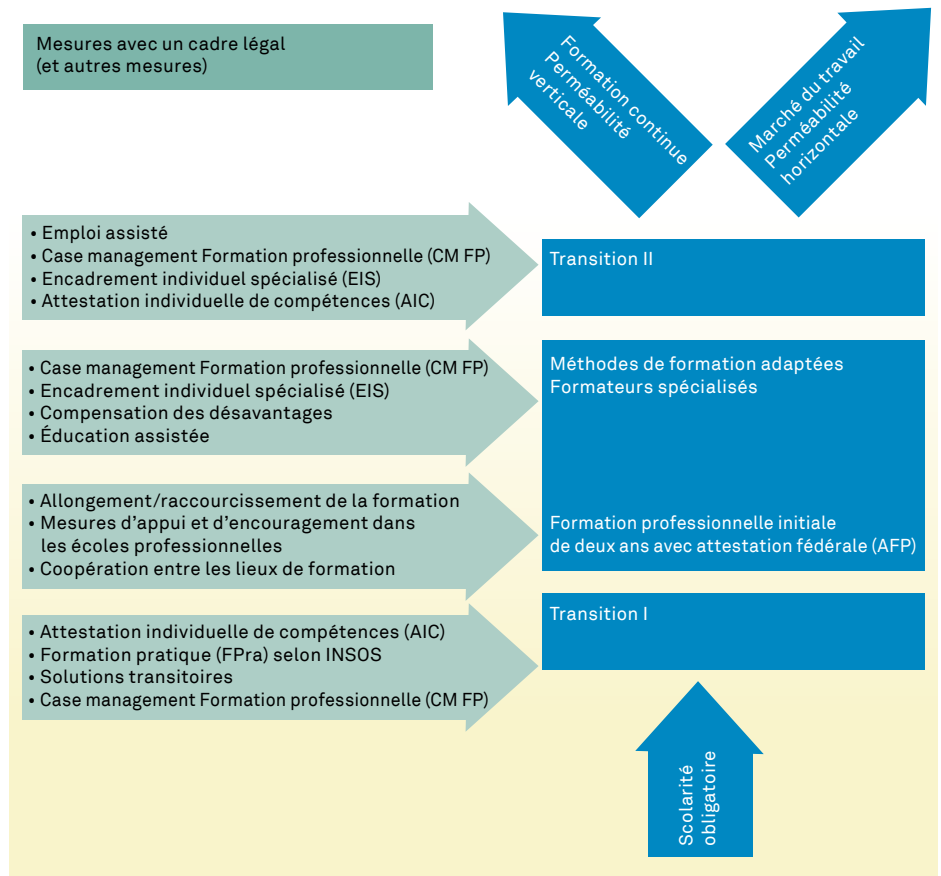 Mesures avec un cadre légal
(et autres mesures)
Formation continue
Perméabilité
verticale
Marché du travail
Perméabilité
horizontale
• Emploi assisté
• Case management Formation professionnelle (CM FP)
• Encadrement individuel spécialisé (EIS)
• Attestation individuelle de compétences (AIC)
Transition II
• Case management Formation professionnelle (CM FP)
• Encadrement individuel spécialisé (EIS)
• Compensation des désavantages
• Éducation assistée
Méthodes de formation adaptées
Formateurs spécialisés
• Allongement/raccourcissement de la formation
• Mesures d'appui et d'encouragement dans
les écoles professionnelles
• Coopération entre les lieux de formation
Formation professionnelle initiale
de deux ans avec attestation fédérale (AFP)
• Attestation individuelle de compétences (AIC)
• Formation pratique (FPra) selon INSOS
• Solutions transitoires
• Case management Formation professionnelle (CM FP)
Transition I
Scolarité
obligatoire